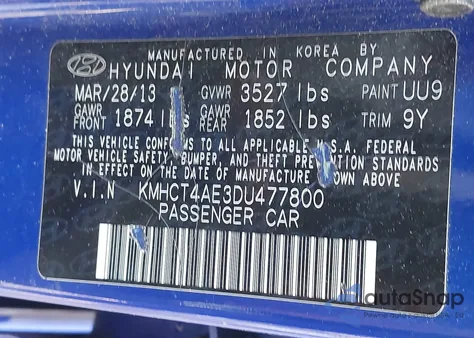 MANUFACTURED IN KOREA BY
HYUNDAI MOTOR COMPANY
MAR/28/13 GVWR 3527 lbs PAINT UU9
GAWR FRONT 1874 lbs GAWR REAR 1852 lbs TRIM 9Y
THIS VEHICLE CONFORMS TO ALL APPLICABLE U.S.A. FEDERAL
MOTOR VEHICLE SAFETY, BUMPER, AND THEFT PREVENTION STANDARDS
IN EFFECT ON THE DATE OF MANUFACTURE SHOWN ABOVE
V.I.N KMHCT4AE3DU477800
PASSENGER CAR
autoSnap